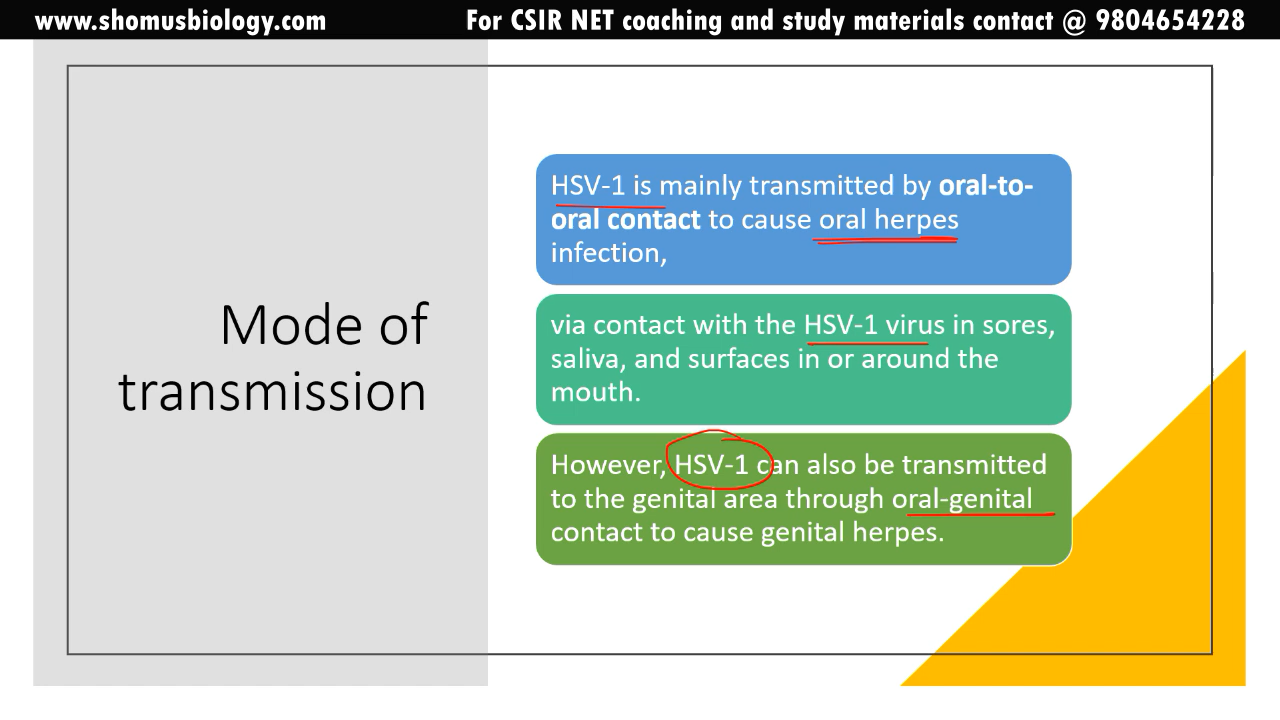 www.shomusbiology.com
For CSIR NET coaching and study materials contact @ 9804654228
Mode of
transmission
HSV-1 is mainly transmitted by oral-to-
oral contact to cause oral herpes
infection,
via contact with the HSV-1 virus in sores,
saliva, and surfaces in or around the
mouth.
However, HSV-1 can also be transmitted
to the genital area through oral-genital
contact to cause genital herpes.